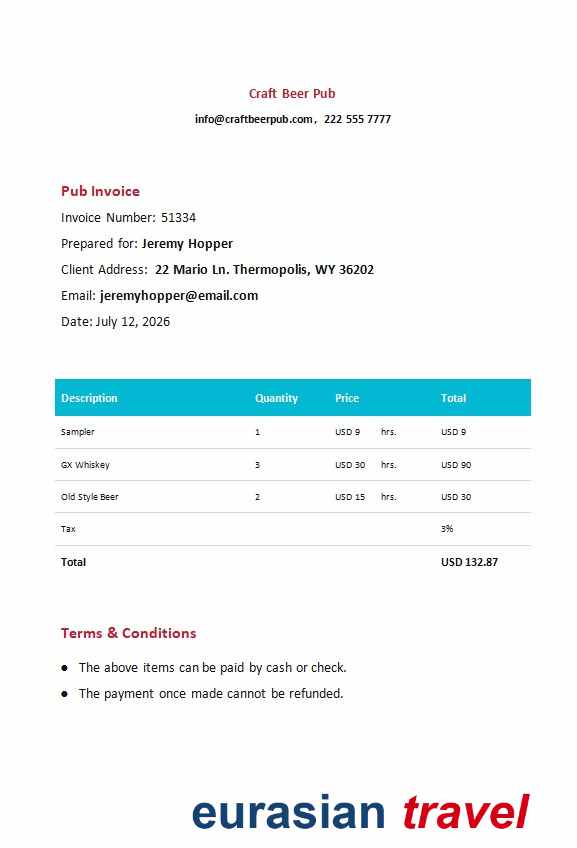 Craft Beer Pub
info@craftbeerpub.com, 222 555 7777
Pub Invoice
Invoice Number: 51334
Prepared for: Jeremy Hopper
Client Address: 22 Mario Ln. Thermopolis, WY 36202
Email: jeremyhopper@email.com
Date: July 12, 2026
Description Quantity Price Total
Sampler 1 USD 9 hrs. USD 9
GX Whiskey 3 USD 30 hrs. USD 90
Old Style Beer 2 USD 15 hrs. USD 30
Tax 3%
Total USD 132.87
Terms & Conditions
● The above items can be paid by cash or check.
● The payment once made cannot be refunded.
eurasian travel